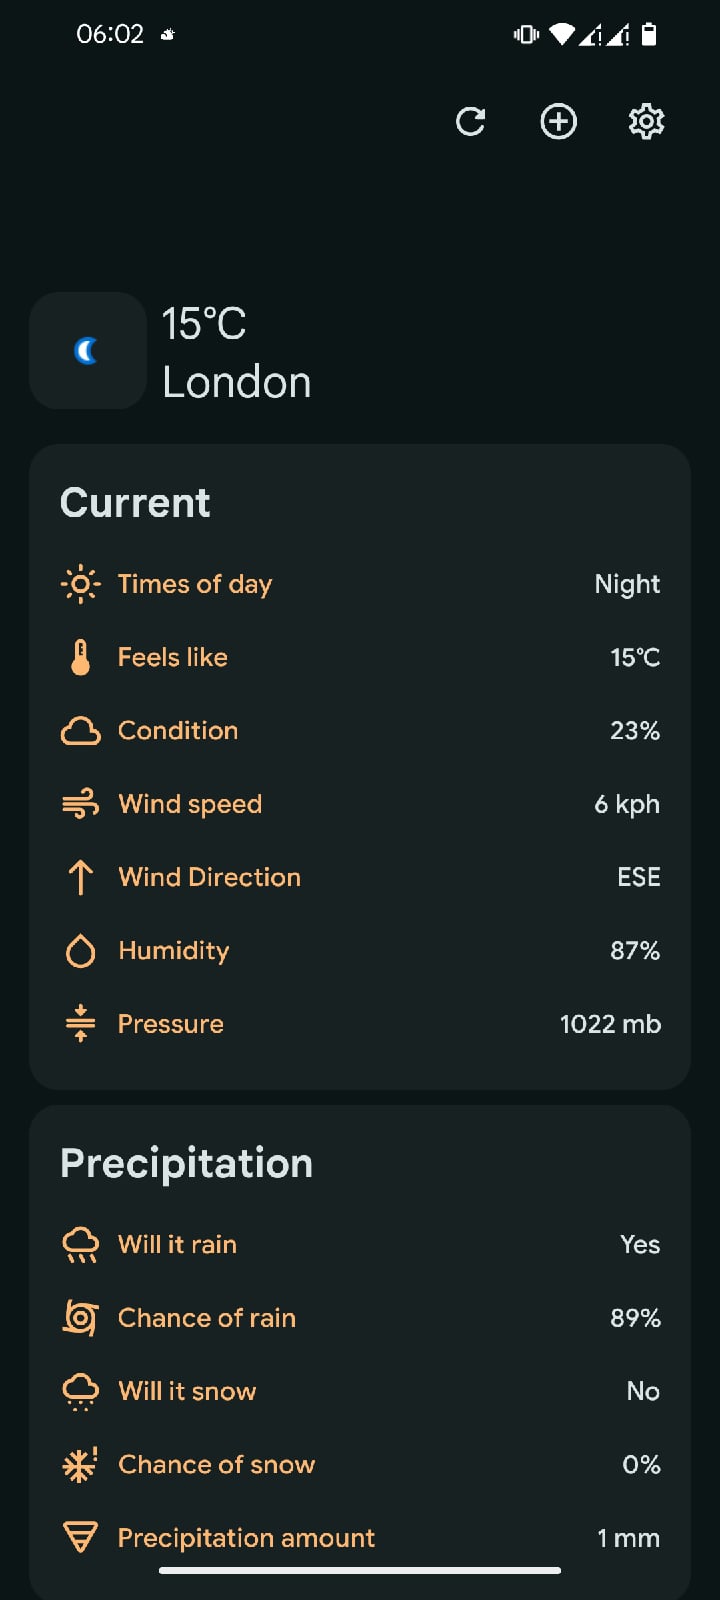 06:02
15°C
London
Current
Times of day Night
Feels like 15°C
Condition 23%
Wind speed 6 kph
Wind Direction ESE
Humidity 87%
Pressure 1022 mb
Precipitation
Will it rain Yes
Chance of rain 89%
Will it snow No
Chance of snow 0%
Precipitation amount 1 mm